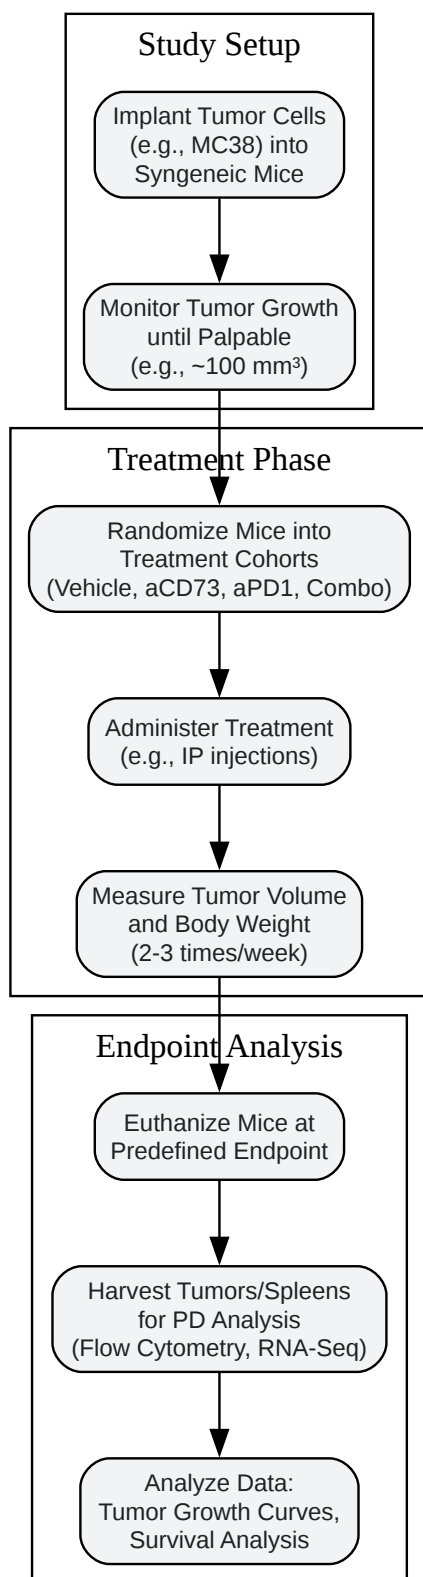 Study Setup
Implant Tumor Cells
(e.g., MC38) into
Syngeneic Mice
Monitor Tumor Growth
until Palpable
(e.g., ~100 mm³)
Treatment Phase
Randomize Mice into
Treatment Cohorts
(Vehicle, aCD73, aPD1, Combo)
Administer Treatment
(e.g., IP injections)
Measure Tumor Volume
and Body Weight
(2-3 times/week)
Endpoint Analysis
Euthanize Mice at
Predefined Endpoint
Harvest Tumors/Spleens
for PD Analysis
(Flow Cytometry, RNA-Seq)
Analyze Data:
Tumor Growth Curves,
Survival Analysis